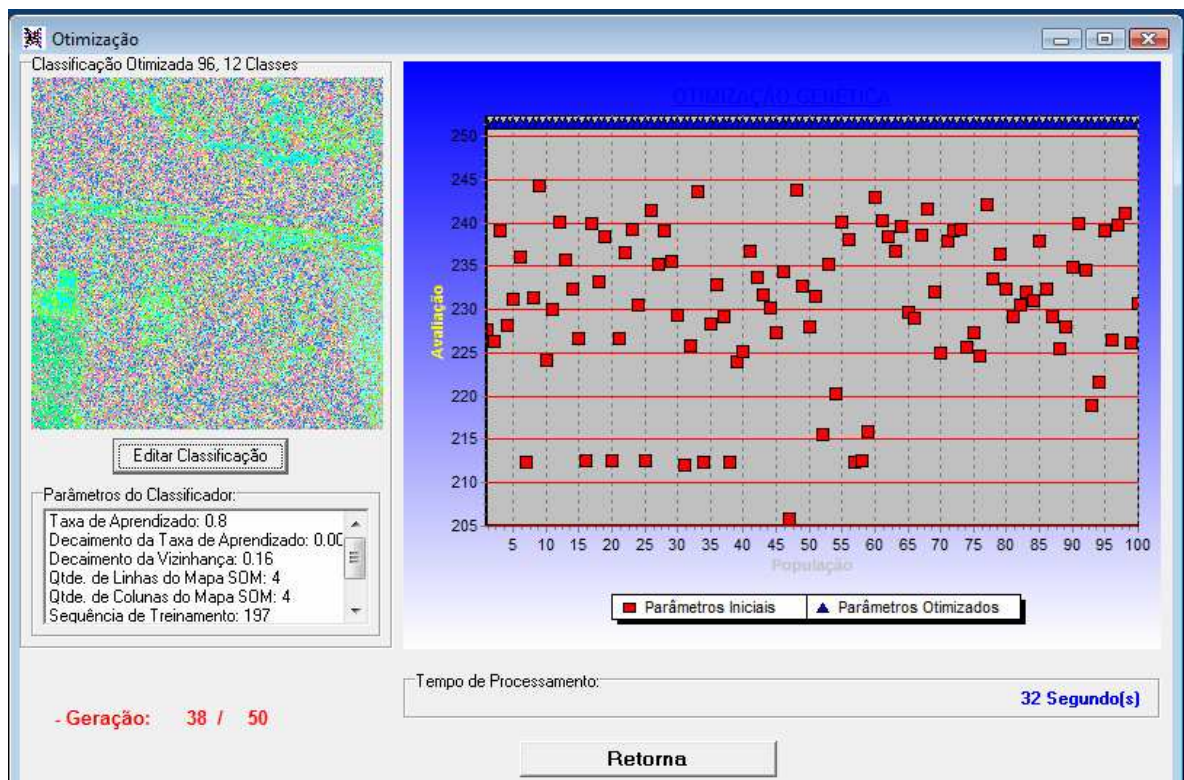 Otimização
Classificação Otimizada 96, 12 Classes
Editar Classificação
Parâmetros do Classificador:
Taxa de Aprendizado: 0.8
Decaimento da Taxa de Aprendizado: 0.00
Decaimento da Vizinhança: 0.16
Qtde. de Linhas do Mapa SOM: 4
Qtde. de Colunas do Mapa SOM: 4
Sequência de Treinamento: 197
- Geração: 38 / 50
OTIMIZAÇÃO GENÉTICA
Avaliação
250
245
240
235
230
225
220
215
210
205
5 10 15 20 25 30 35 40 45 50 55 60 65 70 75 80 85 90 95 100
População
Parâmetros Iniciais Parâmetros Otimizados
Tempo de Processamento:
32 Segundo(s)
Retorna